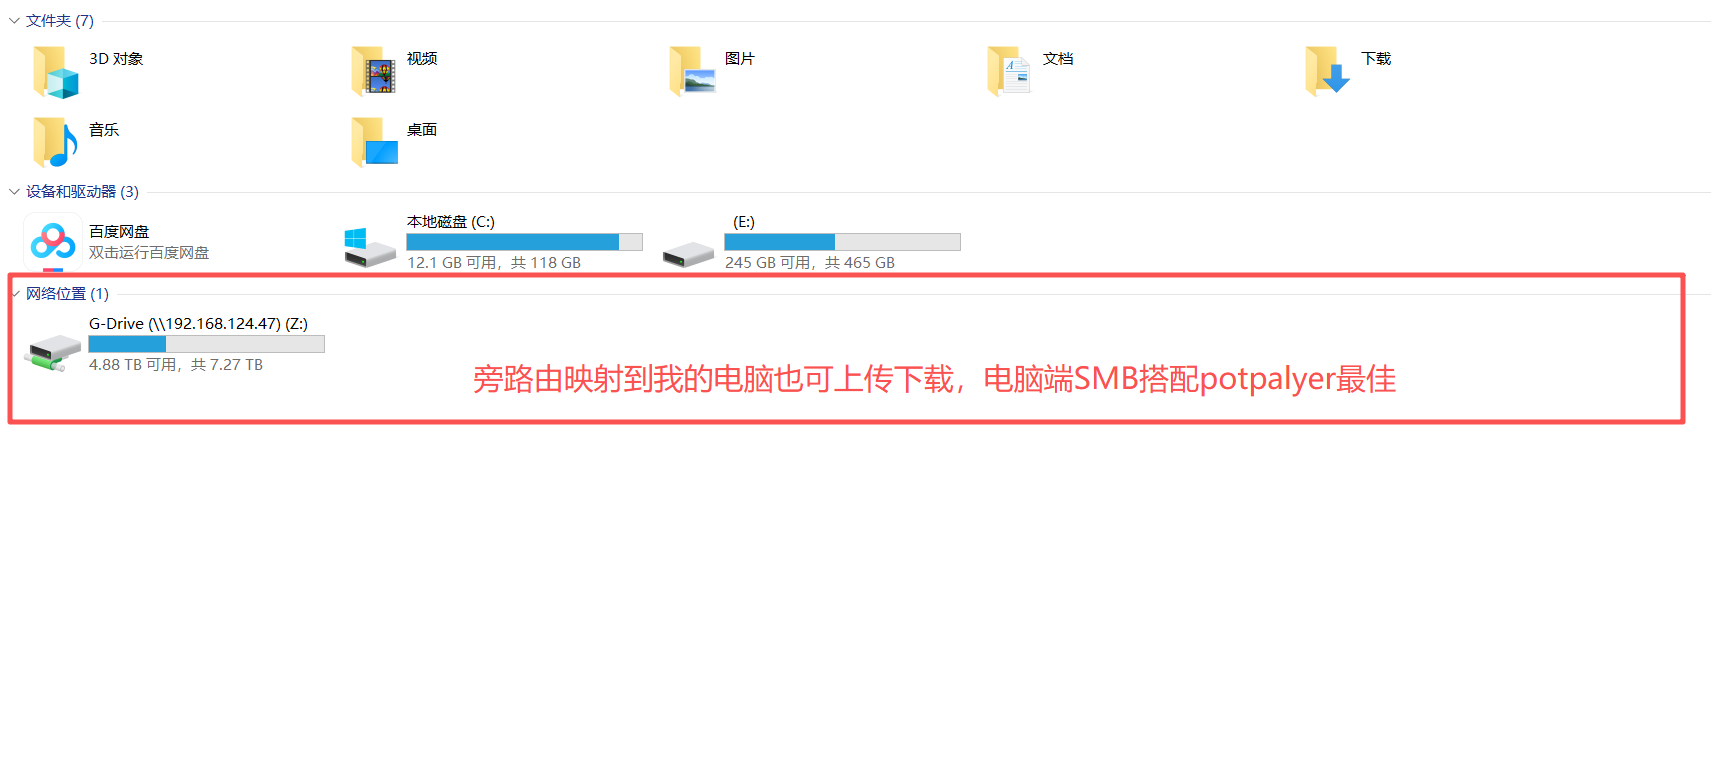 文件夹 (7)
3D 对象
视频
图片
文档
下载
音乐
桌面
设备和驱动器 (3)
百度网盘
双击运行百度网盘
本地磁盘 (C:)
12.1 GB 可用，共 118 GB
(E:)
245 GB 可用，共 465 GB
网络位置 (1)
G-Drive (\\192.168.124.47) (Z:)
4.88 TB 可用，共 7.27 TB
旁路由映射到我的电脑也可上传下载，电脑端SMB搭配potpalyer最佳